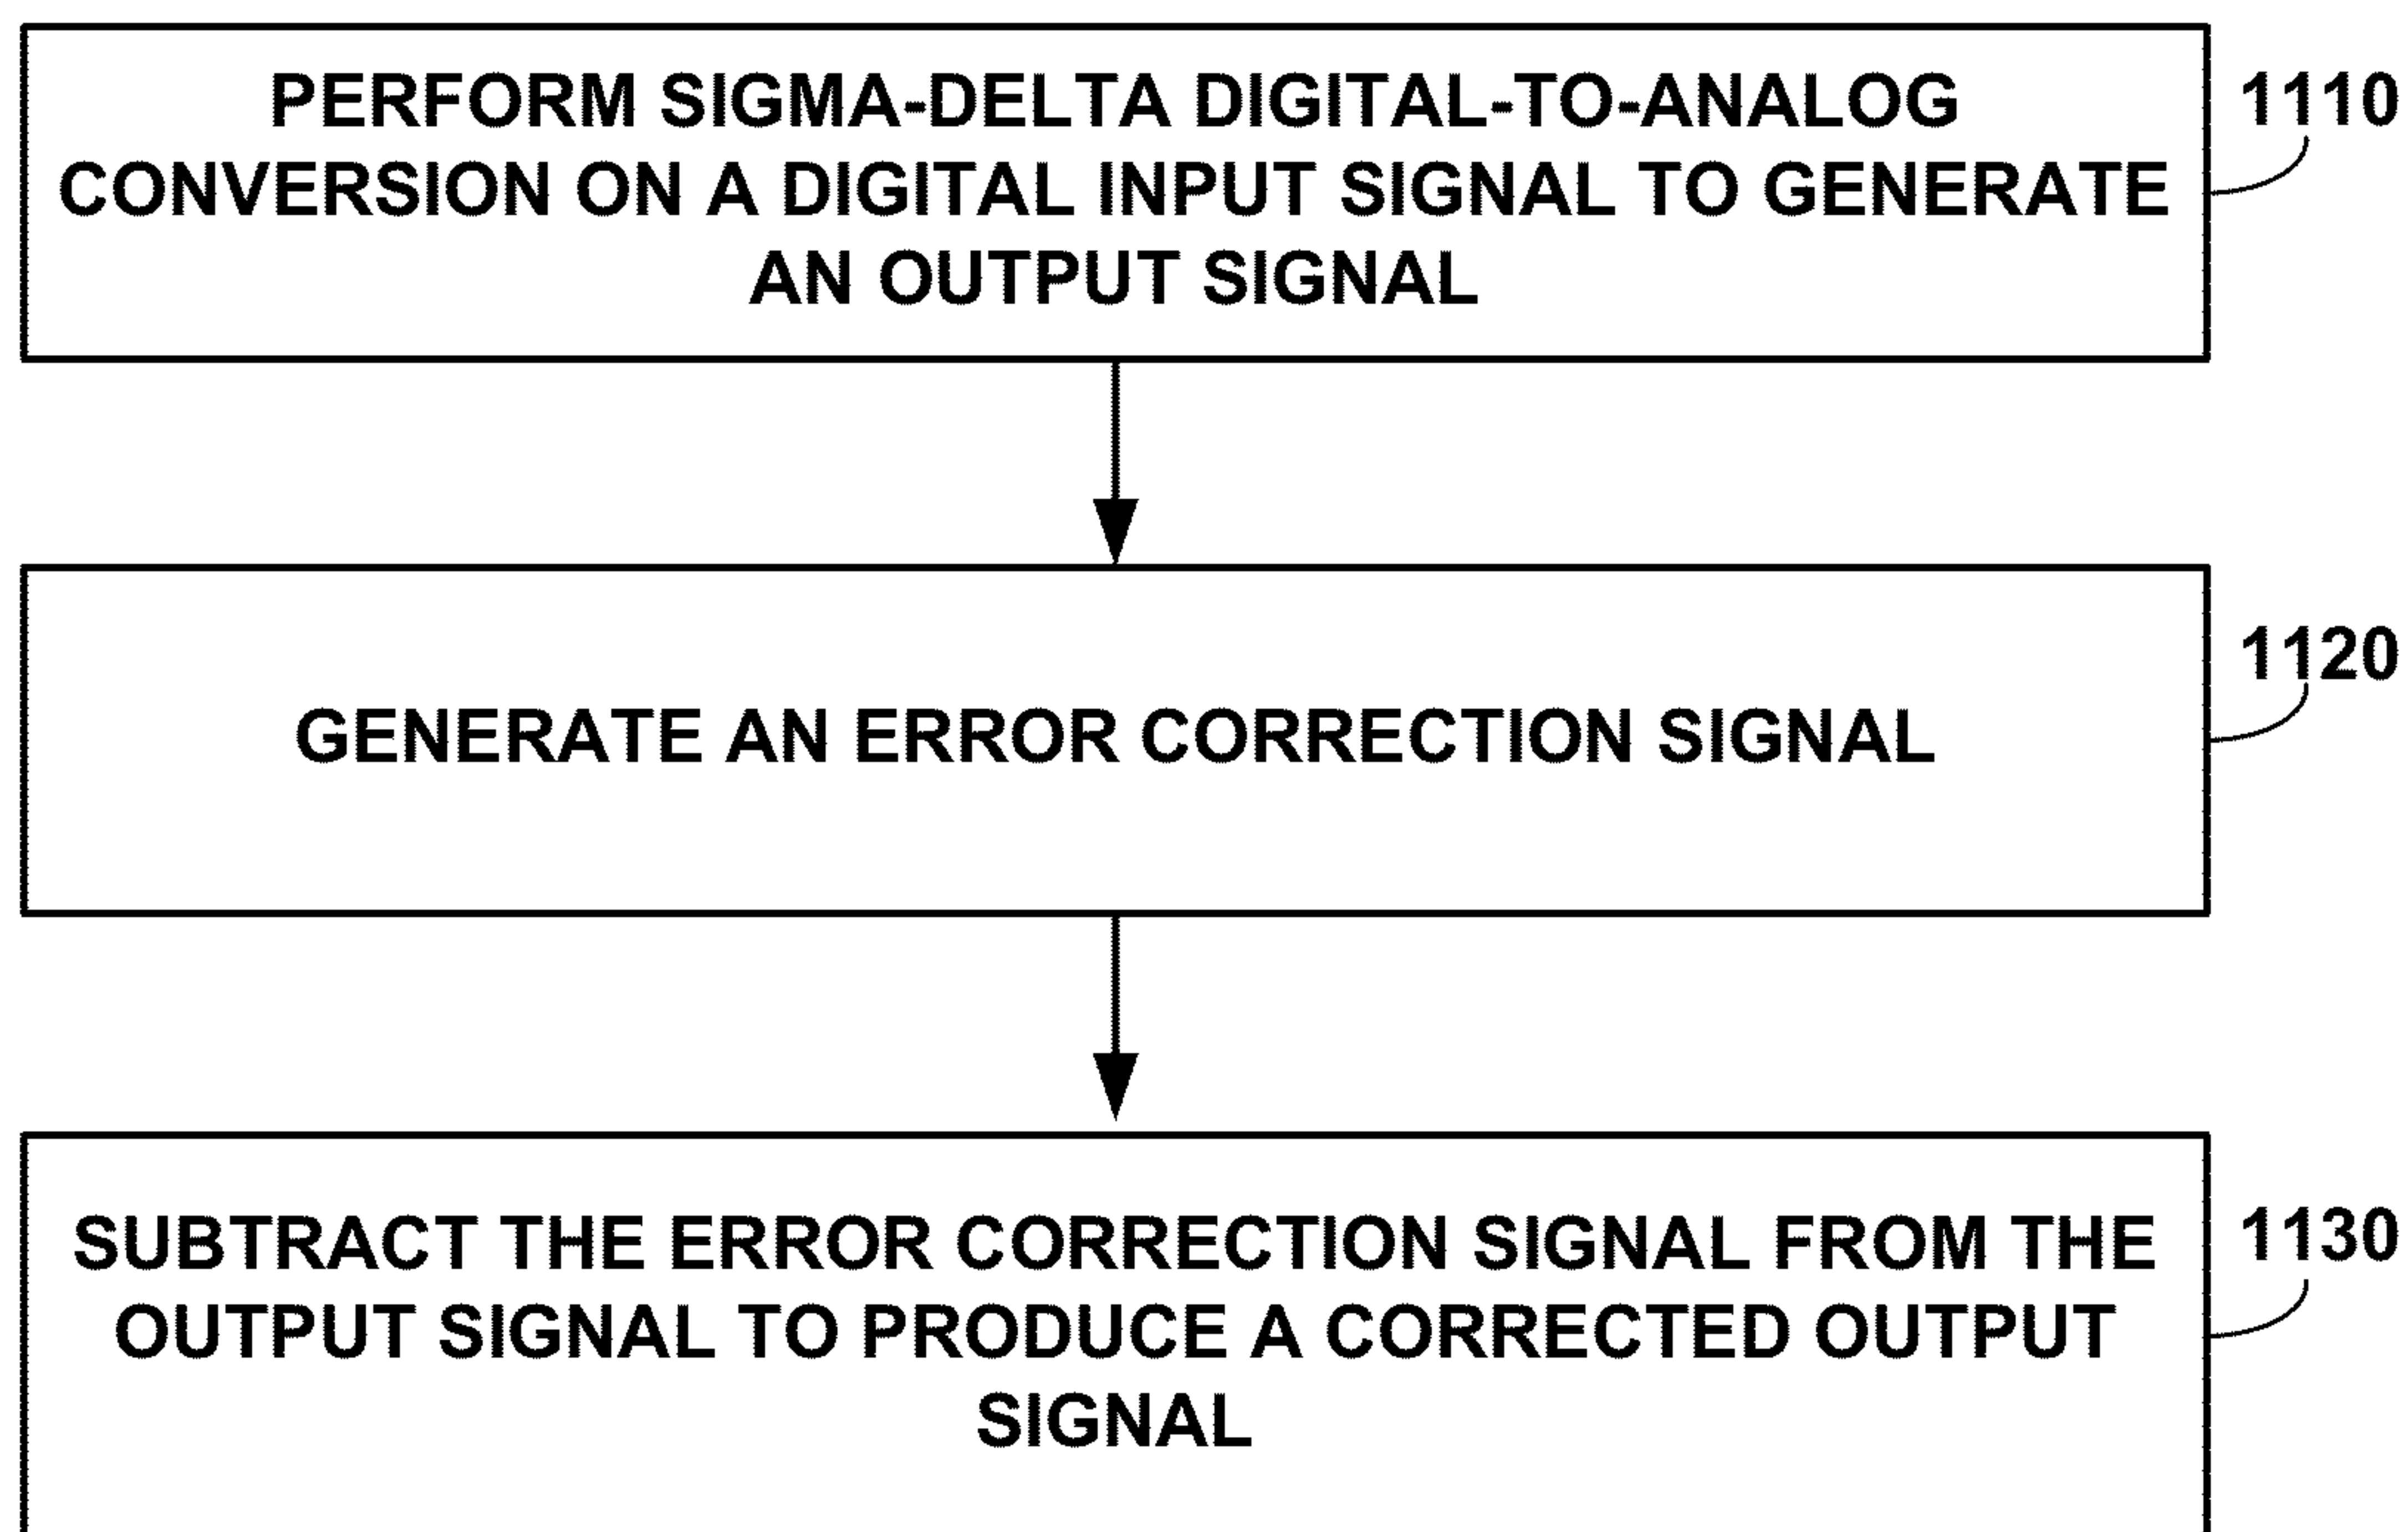 PERFORM SIGMA-DELTA DIGITAL-TO-ANALOG
CONVERSION ON A DIGITAL INPUT SIGNAL TO GENERATE
AN OUTPUT SIGNAL
1110
GENERATE AN ERROR CORRECTION SIGNAL
1120
SUBTRACT THE ERROR CORRECTION SIGNAL FROM THE
OUTPUT SIGNAL TO PRODUCE A CORRECTED OUTPUT
SIGNAL
1130